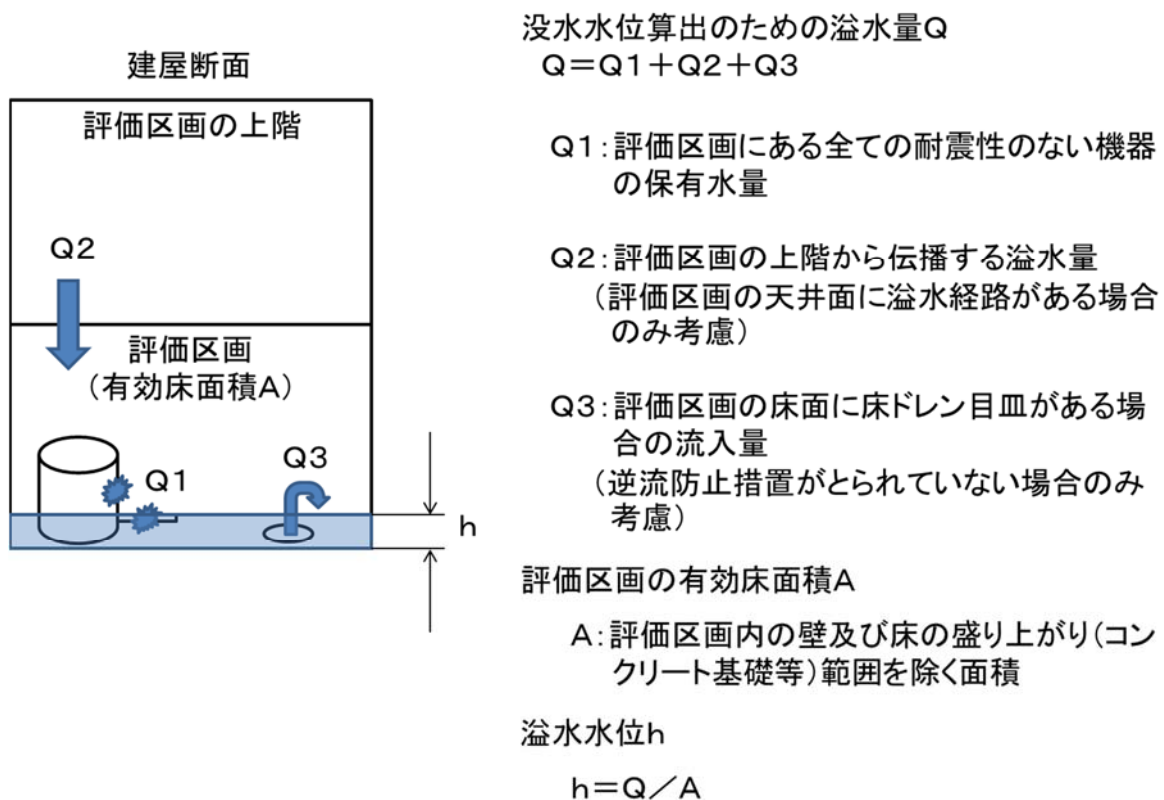 建屋断面
評価区画の上階
Q2
評価区画
（有効床面積A）
Q1
Q3
h
没水水位算出のための溢水量Q
Q＝Q1＋Q2＋Q3
Q1：評価区画にある全ての耐震性のない機器
の保有水量
Q2：評価区画の上階から伝播する溢水量
（評価区画の天井面に溢水経路がある場合
のみ考慮）
Q3：評価区画の床面に床ドレン目皿がある場
合の流入量
（逆流防止措置がとられていない場合のみ
考慮）
評価区画の有効床面積A
A：評価区画内の壁及び床の盛り上がり（コン
クリート基礎等）範囲を除く面積
溢水水位h
h＝Q／A